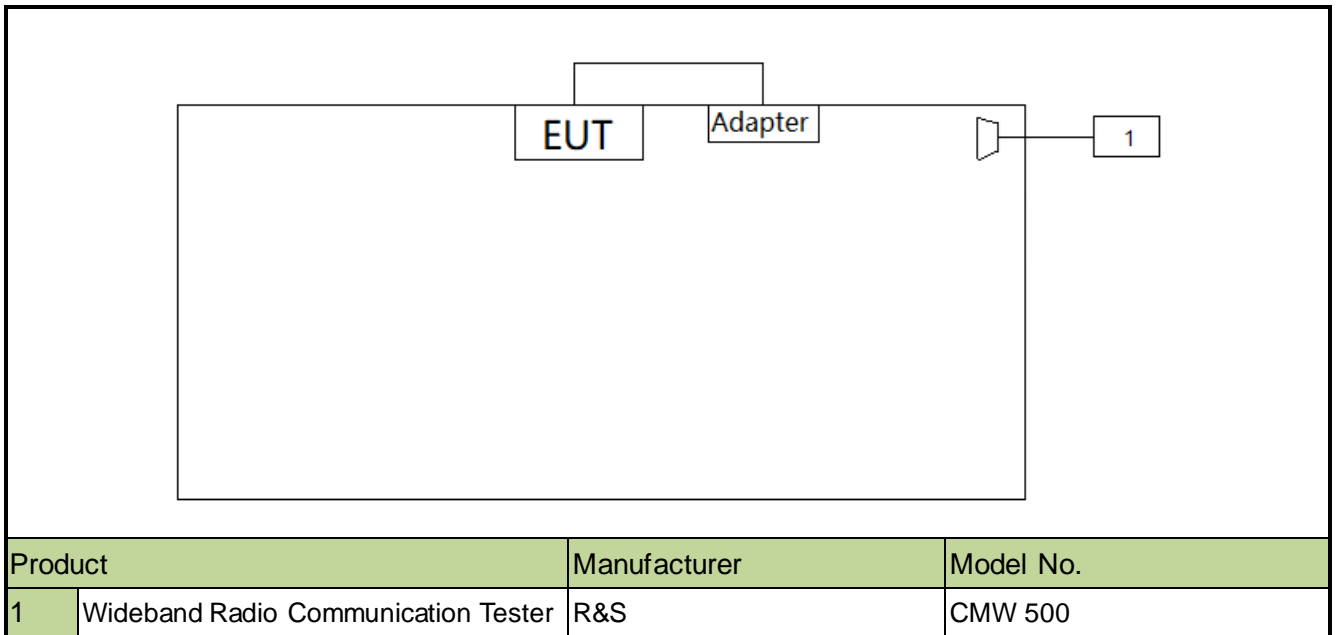 EUT
Adapter
1
Product Manufacturer Model No.
1 Wideband Radio Communication Tester R&S CMW 500